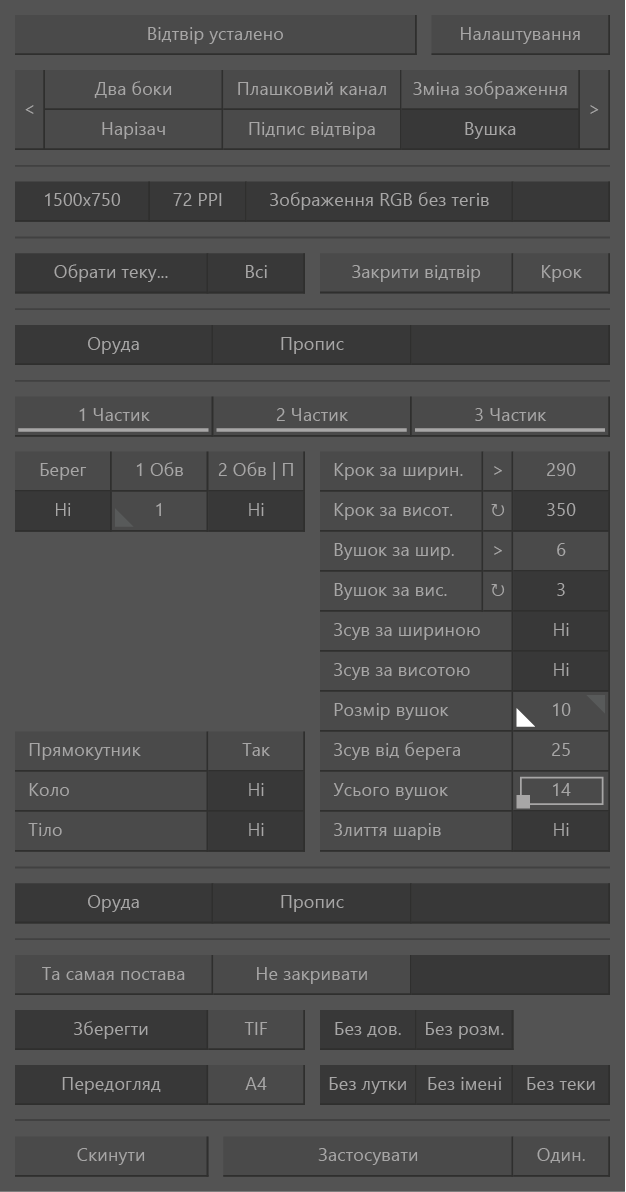 Відтвір усталено Налаштування
Два боки Плашковий канал Зміна зображення
< >
Нарізач Підпис відтвіра Вушка
1500x750 72 PPI Зображення RGB без тегів
Обрати теку... Всі Закрити відтвір Крок
Оруда Пропис
1 Частик 2 Частик 3 Частик
Берег 1 Обв 2 Обв | П Крок за ширин. > 290
Ні 1 Ні Крок за висот. ↻ 350
Вушок за шир. > 6
Вушок за вис. ↻ 3
Зсув за шириною Ні
Зсув за висотою Ні
Розмір вушок 10
Прямокутник Так Зсув від берега 25
Коло Ні Усього вушок 14
Тіло Ні Злиття шарів Ні
Оруда Пропис
Та самая постава Не закривати
Зберегти TIF Без дов. Без розм.
Передогляд A4 Без лутки Без імені Без теки
Скинути Застосувати Один.